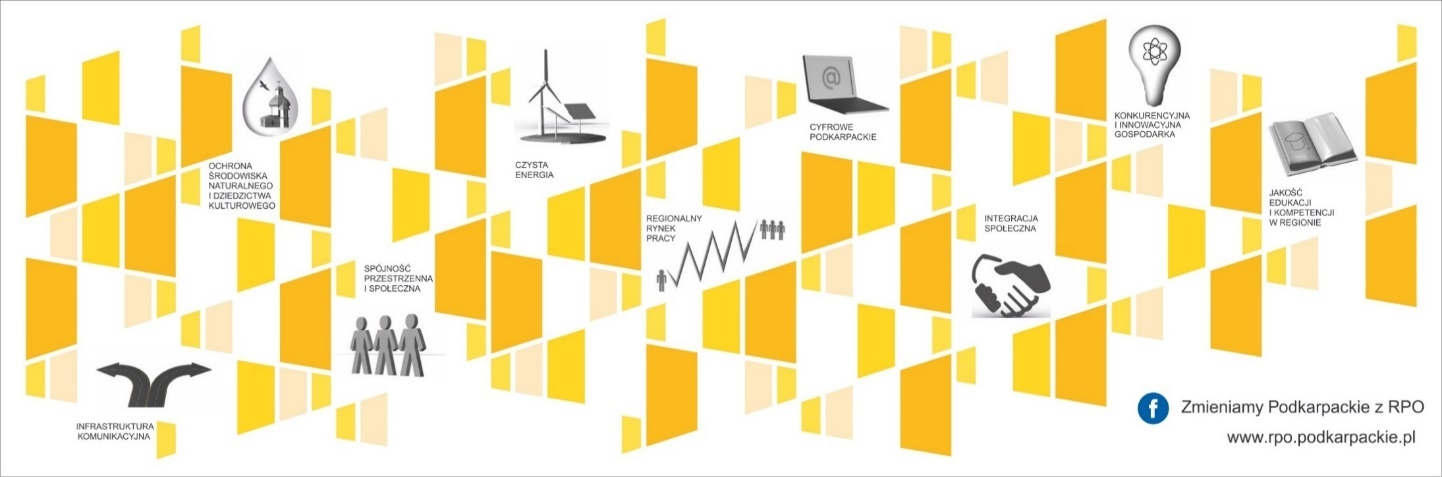 OCHRONA
ŚRODOWISKA
NATURALNEGO
I DZIEDZICTWA
KULTUROWEGO
CZYSTA
ENERGIA
CYFROWE
PODKARPACKIE
KONKURENCYJNA
I INNOWACYJNA
GOSPODARKA
JAKOŚĆ
EDUKACJI
I KOMPETENCJI
W REGIONIE
REGIONALNY
RYNEK
PRACY
INTEGRACJA
SPOŁECZNA
SPÓJNOŚĆ
PRZESTRZENNA
I SPOŁECZNA
INFRASTRUKTURA
KOMUNIKACYJNA
@
f Zmieniamy Podkarpackie z RPO
www.rpo.podkarpackie.pl